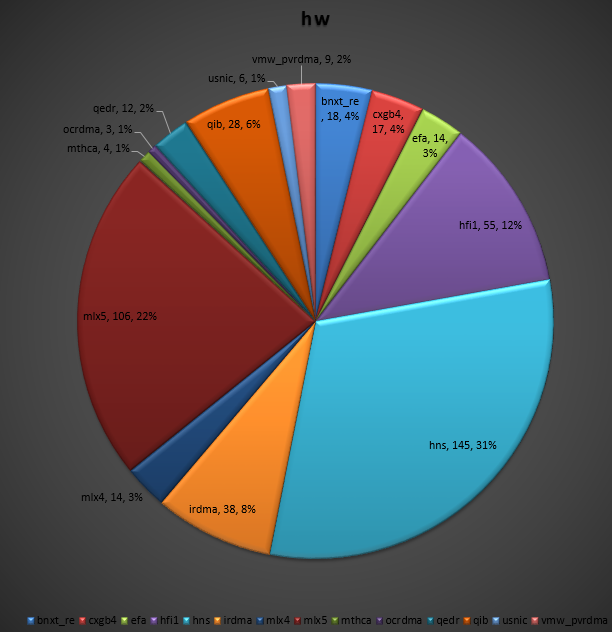 hw
vmw_pvrdma, 9, 2%
usnic, 6, 1%
bnxt_re
, 18, 4%
cxgb4,
17, 4%
efa, 14,
3%
qedr, 12, 2%
qib, 28, 6%
ocrdma, 3, 1%
mthca, 4, 1%
hfi1, 55, 12%
mlx5, 106, 22%
hns, 145, 31%
mlx4, 14, 3%
irdma, 38, 8%
bnxt_re cxgb4 efa hfi1 hns irdma mlx4 mlx5 mthca ocrdma qedr qib usnic vmw_pvrdma